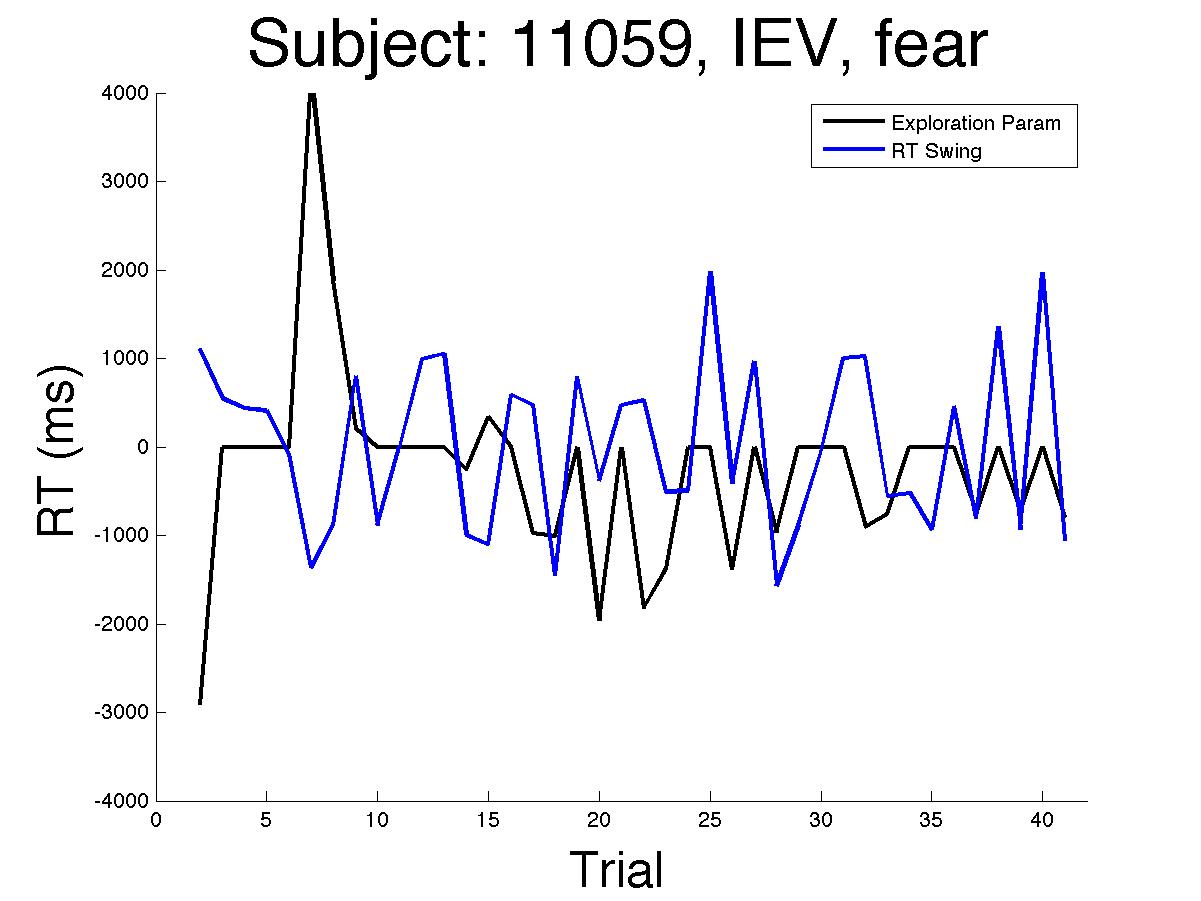 Subject: 11059, IEV, fear
Exploration Param
RT Swing
4000
3000
2000
1000
0
-1000
-2000
-3000
-4000
RT (ms)
0 5 10 15 20 25 30 35 40
Trial